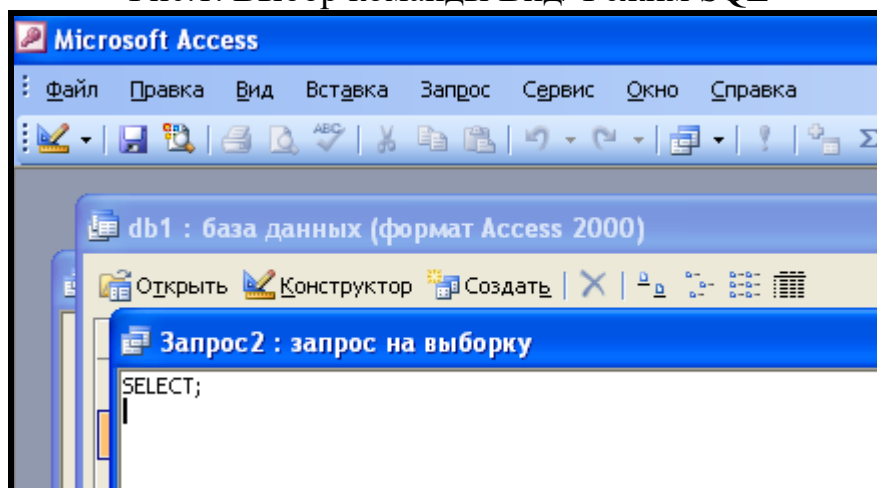 Microsoft Access
Файл Правка Вид Вставка Запрос Сервис Окно Справка
ABC Σ
db1 : база данных (формат Access 2000)
Открыть Конструктор Создать
Запрос2 : запрос на выборку
SELECT;